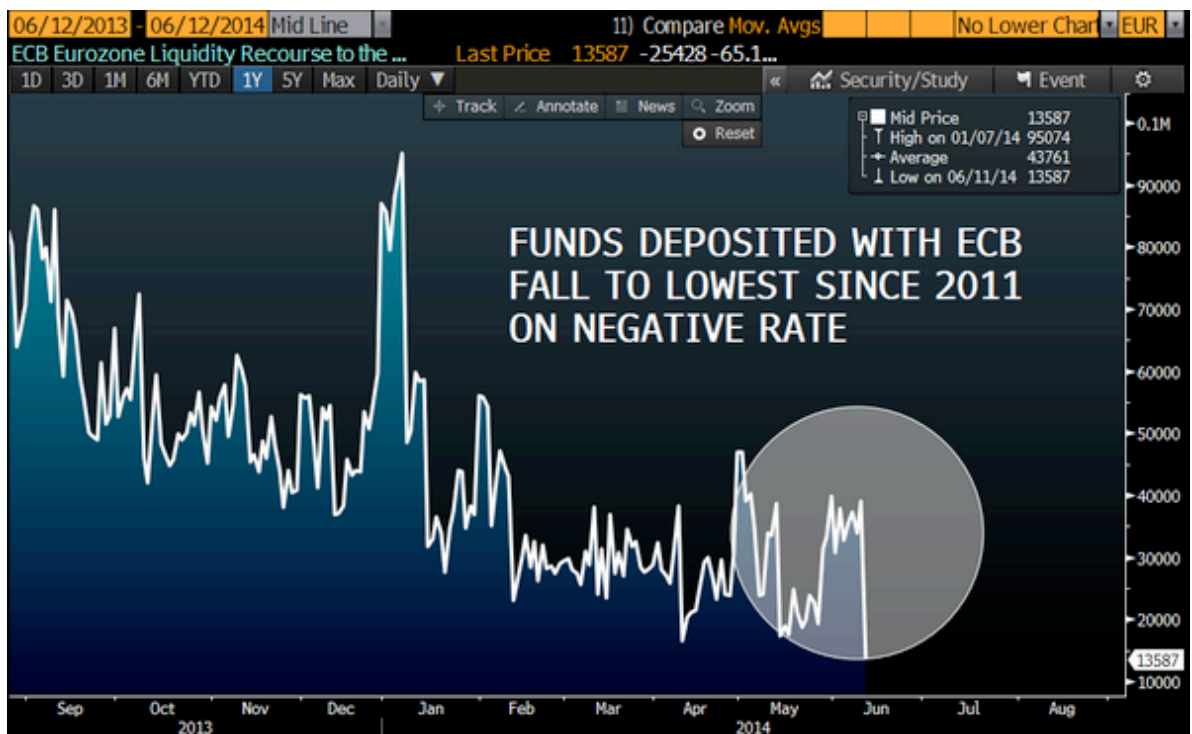 06/12/2013 - 06/12/2014 Mid Line 11) Compare Mov. Avgs No Lower Chart EUR
ECB Eurozone Liquidity Recourse to the ... Last Price 13587 -25428 -65.1...
1D 3D 1M 6M YTD 1Y 5Y Max Daily ▼ « Security/Study Event
Track Annotate News Zoom
Reset
Mid Price 13587
High on 01/07/14 95074
Average 43761
Low on 06/11/14 13587
FUNDS DEPOSITED WITH ECB
FALL TO LOWEST SINCE 2011
ON NEGATIVE RATE
0.1M
90000
80000
70000
60000
50000
40000
30000
20000
13587
10000
Sep Oct Nov Dec Jan Feb Mar Apr May Jun Jul Aug
2013 2014